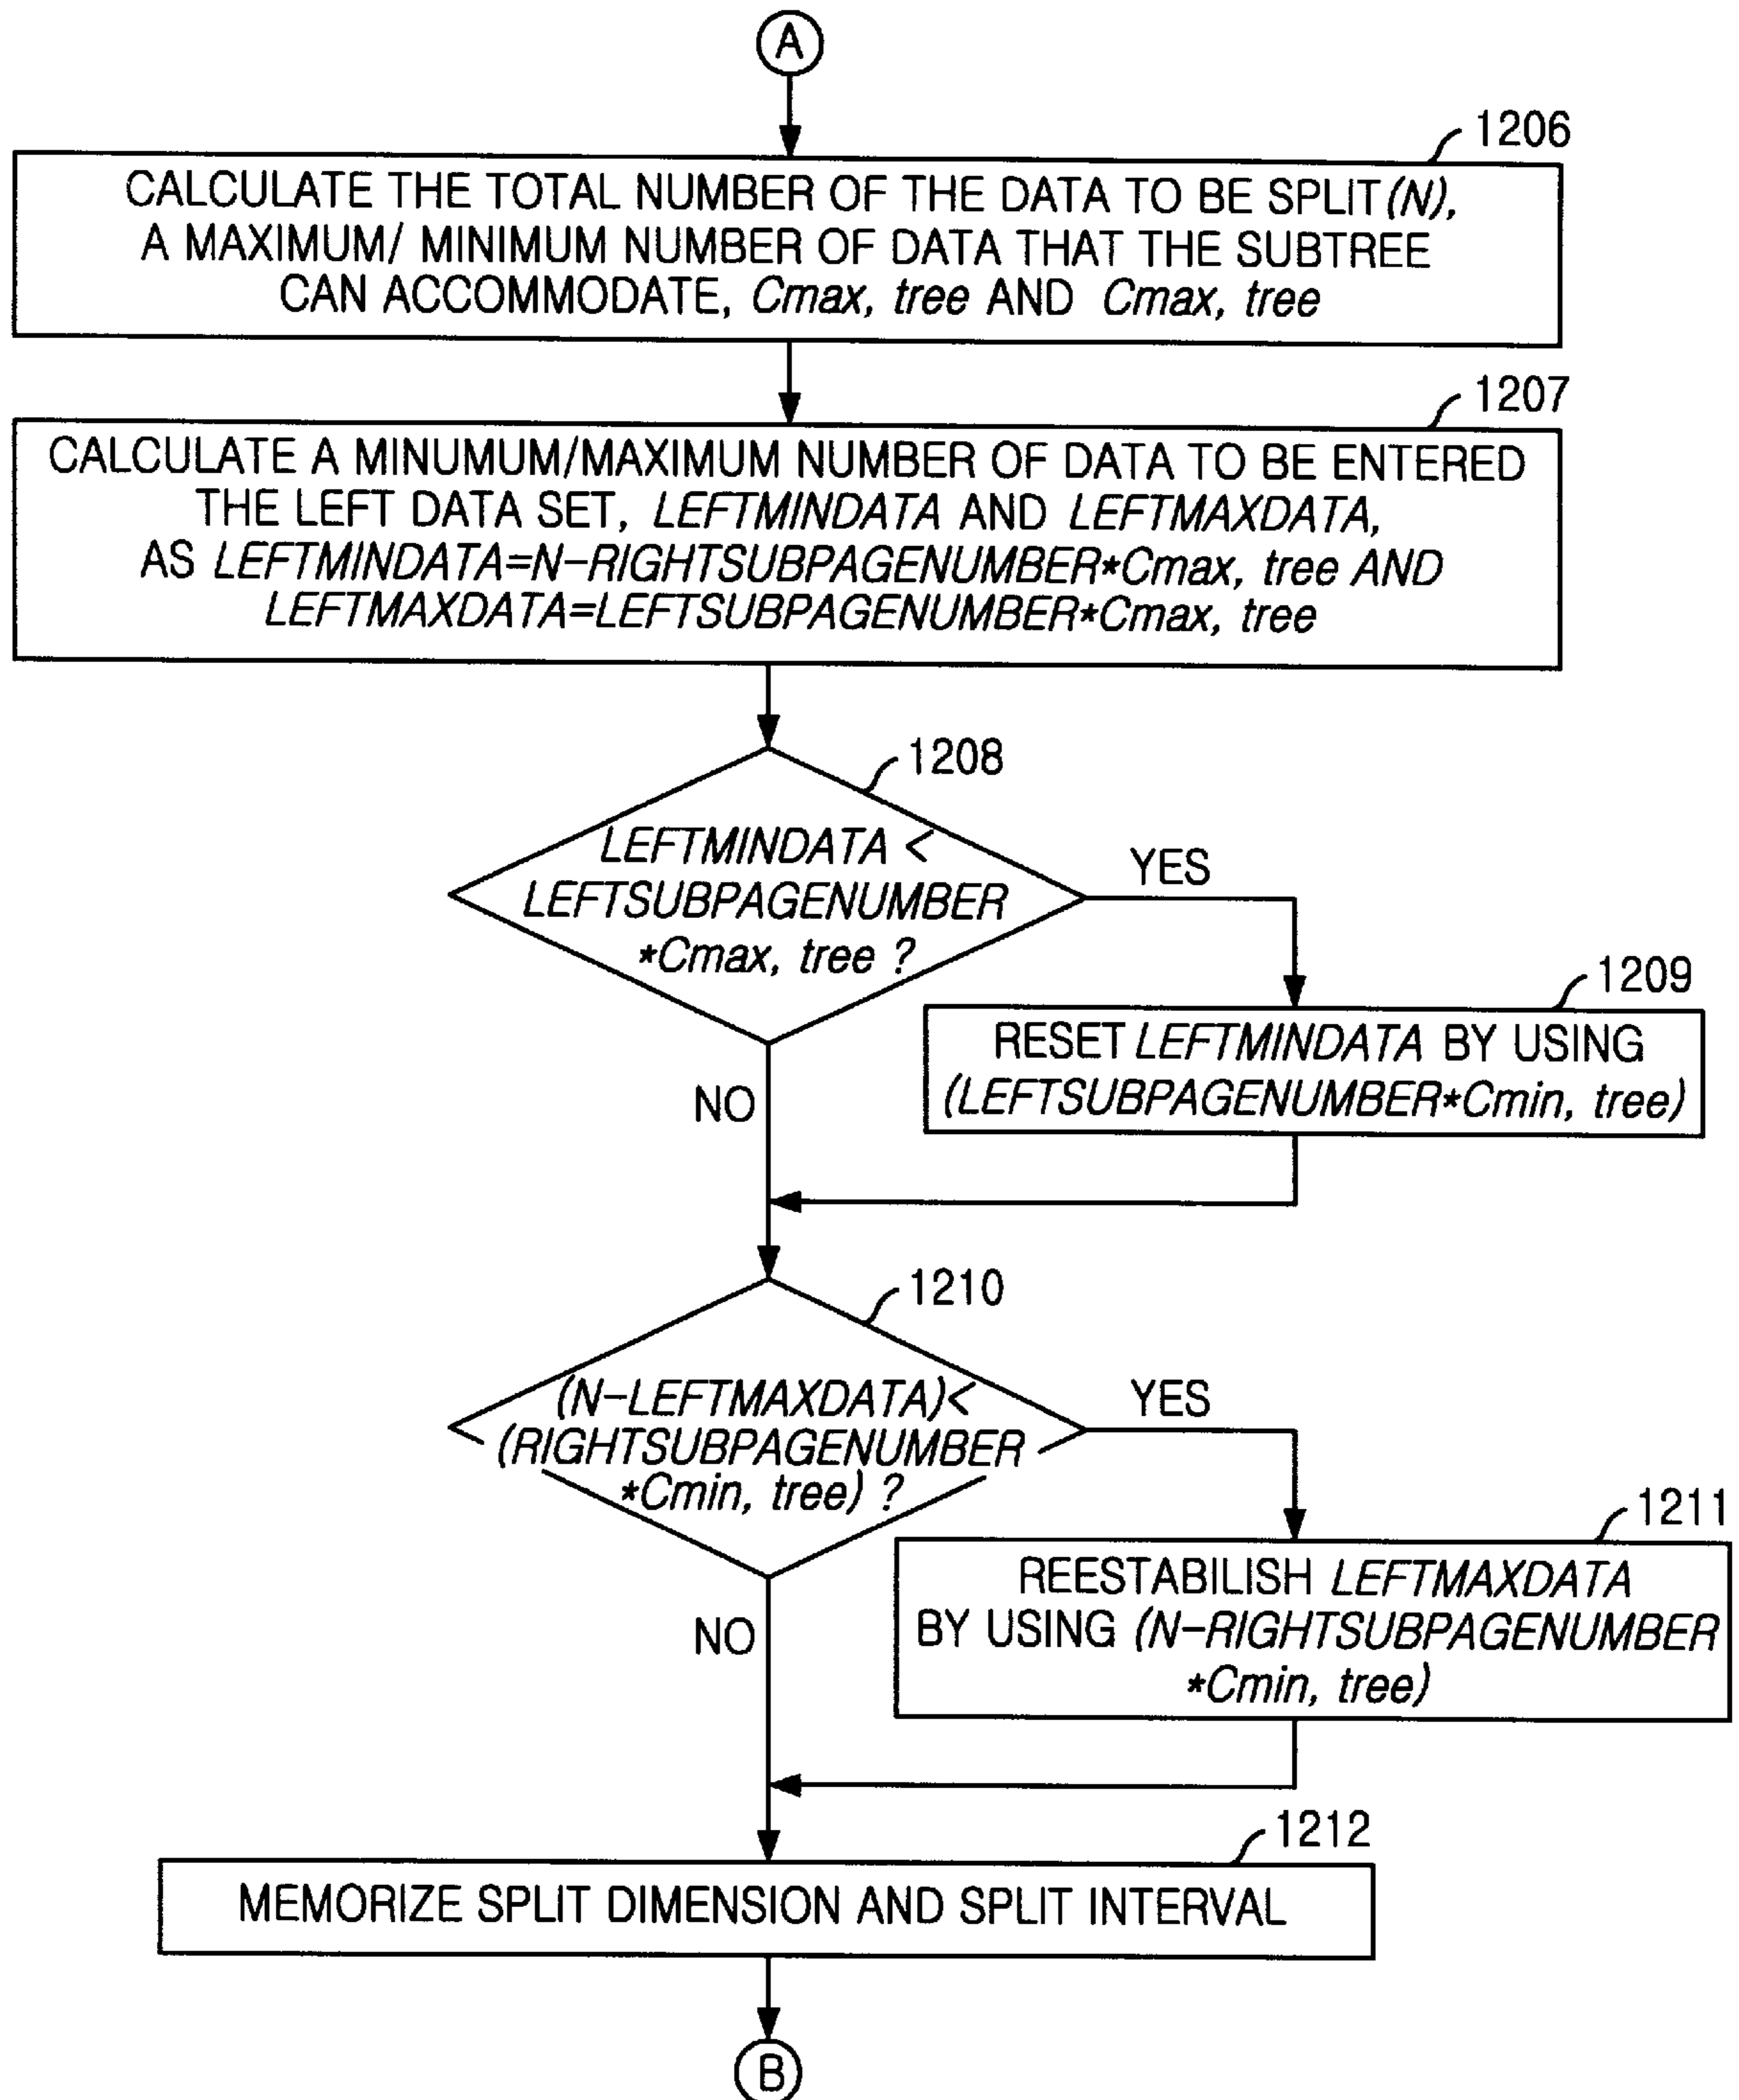 A
1206
CALCULATE THE TOTAL NUMBER OF THE DATA TO BE SPLIT(N),
A MAXIMUM/ MINIMUM NUMBER OF DATA THAT THE SUBTREE
CAN ACCOMMODATE, Cmax, tree AND Cmax, tree
1207
CALCULATE A MINUMUM/MAXIMUM NUMBER OF DATA TO BE ENTERED
THE LEFT DATA SET, LEFTMINDATA AND LEFTMAXDATA,
AS LEFTMINDATA=N-RIGHTSUBPAGENUMBER*Cmax, tree AND
LEFTMAXDATA=LEFTSUBPAGENUMBER*Cmax, tree
1208
LEFTMINDATA <
LEFTSUBPAGENUMBER
*Cmax, tree ?
YES
NO
1209
RESET LEFTMINDATA BY USING
(LEFTSUBPAGENUMBER*Cmin, tree)
1210
(N-LEFTMAXDATA)<
(RIGHTSUBPAGENUMBER
*Cmin, tree) ?
YES
NO
1211
REESTABILISH LEFTMAXDATA
BY USING (N-RIGHTSUBPAGENUMBER
*Cmin, tree)
1212
MEMORIZE SPLIT DIMENSION AND SPLIT INTERVAL
B